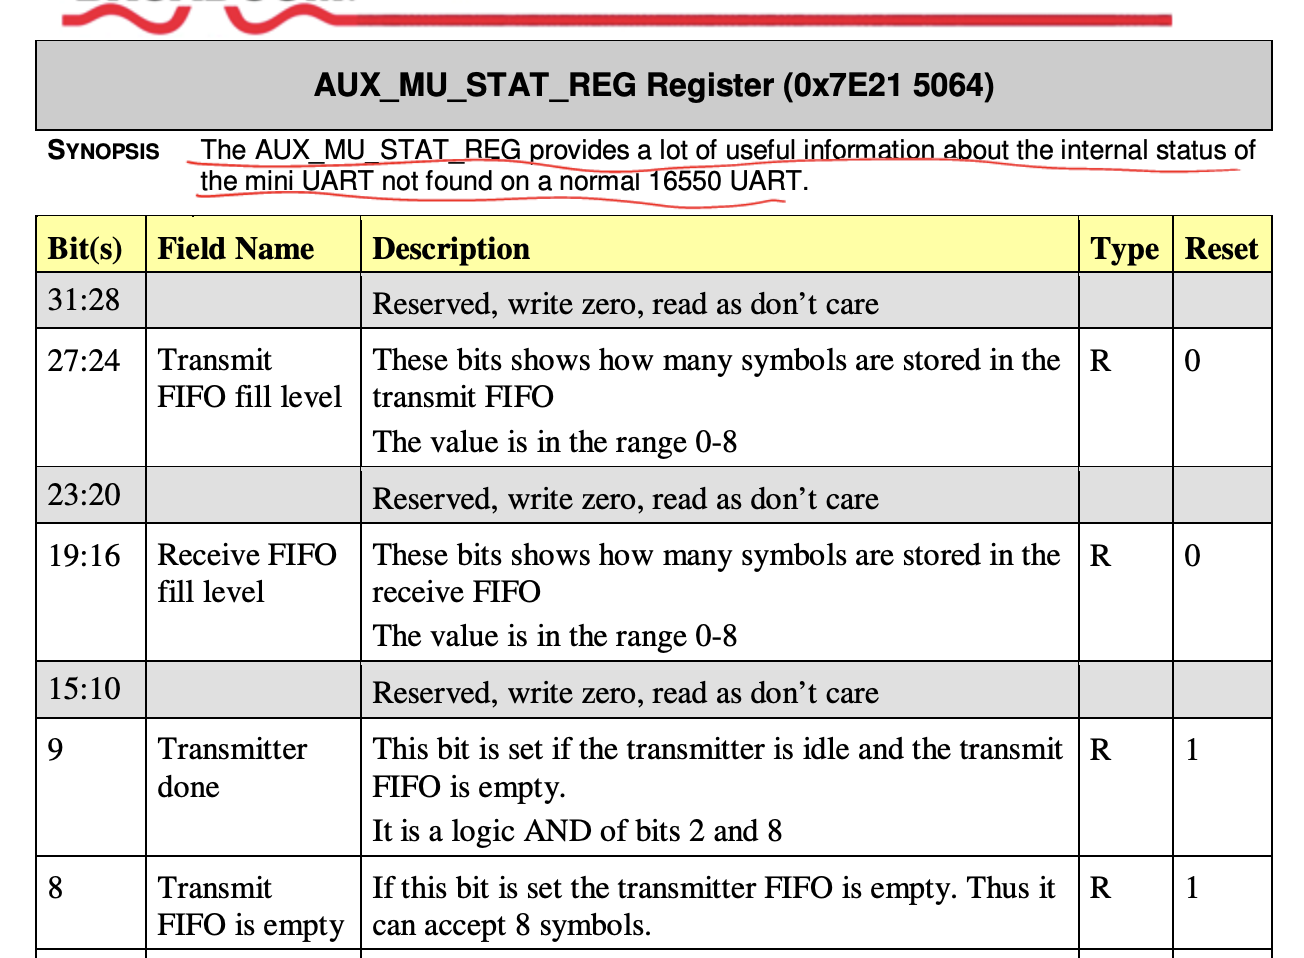 AUX_MU_STAT_REG Register (0x7E21 5064)
SYNOPSIS The AUX_MU_STAT_REG provides a lot of useful information about the internal status of
the mini UART not found on a normal 16550 UART.
Bit(s) Field Name Description Type Reset
31:28 Reserved, write zero, read as don’t care
27:24 Transmit These bits shows how many symbols are stored in the R 0
FIFO fill level transmit FIFO
The value is in the range 0-8
23:20 Reserved, write zero, read as don’t care
19:16 Receive FIFO These bits shows how many symbols are stored in the R 0
fill level receive FIFO
The value is in the range 0-8
15:10 Reserved, write zero, read as don’t care
9 Transmitter This bit is set if the transmitter is idle and the transmit R 1
done FIFO is empty.
It is a logic AND of bits 2 and 8
8 Transmit If this bit is set the transmitter FIFO is empty. Thus it R 1
FIFO is empty can accept 8 symbols.